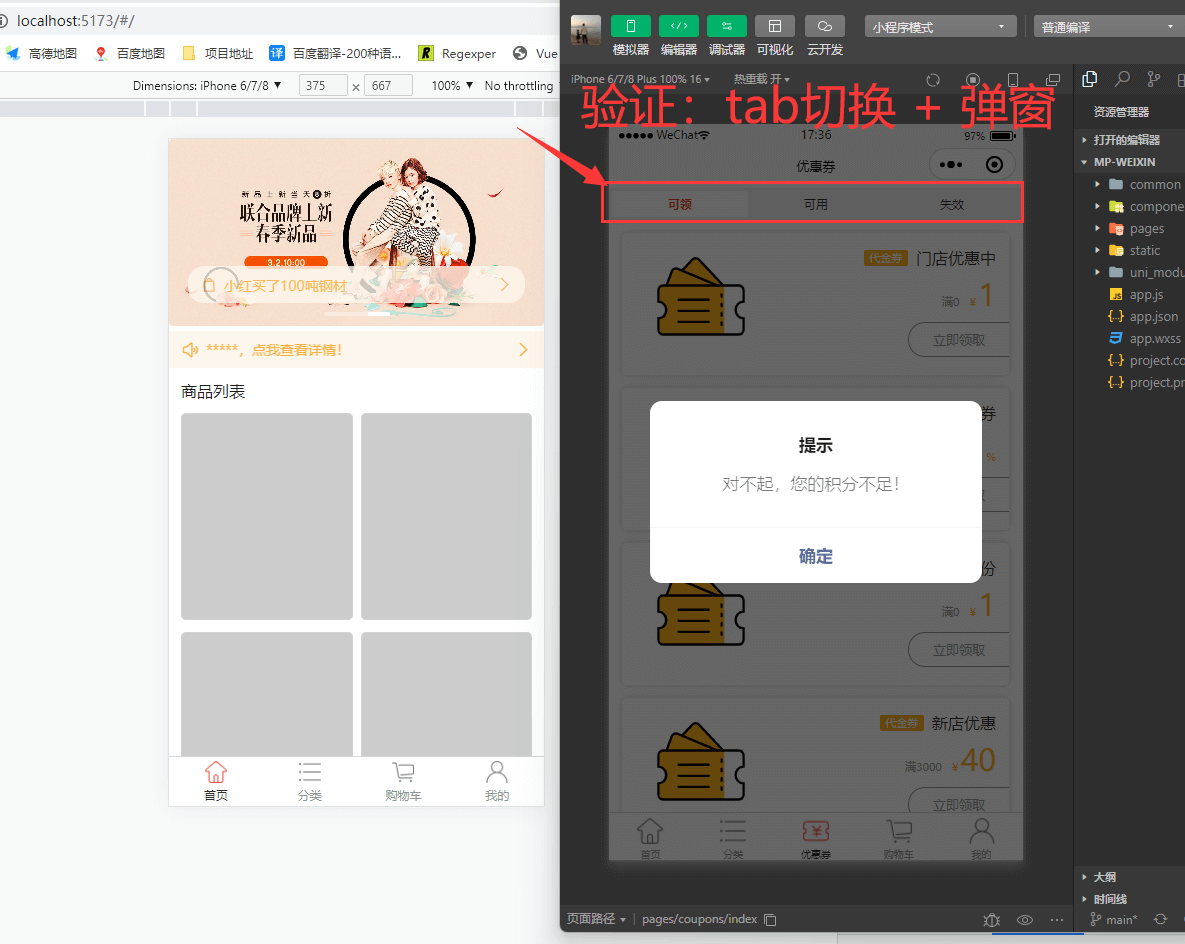 localhost:5173/#/
高德地图
百度地图
项目地址
译
百度翻译-200种语...
R
Regexper
Vue
Dimensions: iPhone 6/7/8 ▼
375
×
667
100% ▼
No throttling
新品上新当天8折
联合品牌上新
春季新品
3.2.10:00
小红买了100吨钢材
*****，点我查看详情!
商品列表
首页
分类
购物车
我的
模拟器
编辑器
调试器
可视化
云开发
小程序模式
普通编译
iPhone 6/7/8 Plus 100% 16
热重载 开
验证：tab切换 + 弹窗
WeChat
17:36
97%
优惠券
可领
可用
失效
代金券
门店优惠中
满0
¥1
立即领取
券
%
提示
对不起，您的积分不足!
确定
份
满0
¥1
立即领取
代金券
新店优惠
满3000
¥40
立即领取
首页
分类
优惠券
购物车
我的
资源管理器
打开的编辑器
MP-WEIXIN
common
compone
pages
static
uni_modu
app.js
app.json
app.wxss
project.co
project.pr
大纲
时间线
页面路径
pages/coupons/index
main*